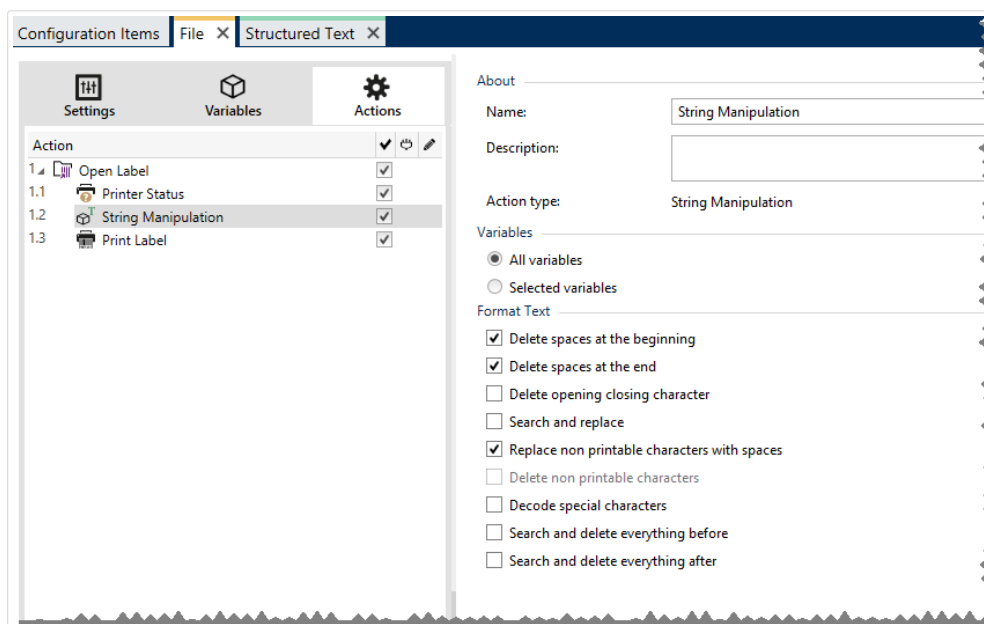 Configuration Items File Structured Text
Settings Variables Actions
Action
1 Open Label
1.1 Printer Status
1.2 String Manipulation
1.3 Print Label
About
Name: String Manipulation
Description:
Action type: String Manipulation
Variables
All variables
Selected variables
Format Text
Delete spaces at the beginning
Delete spaces at the end
Delete opening closing character
Search and replace
Replace non printable characters with spaces
Delete non printable characters
Decode special characters
Search and delete everything before
Search and delete everything after